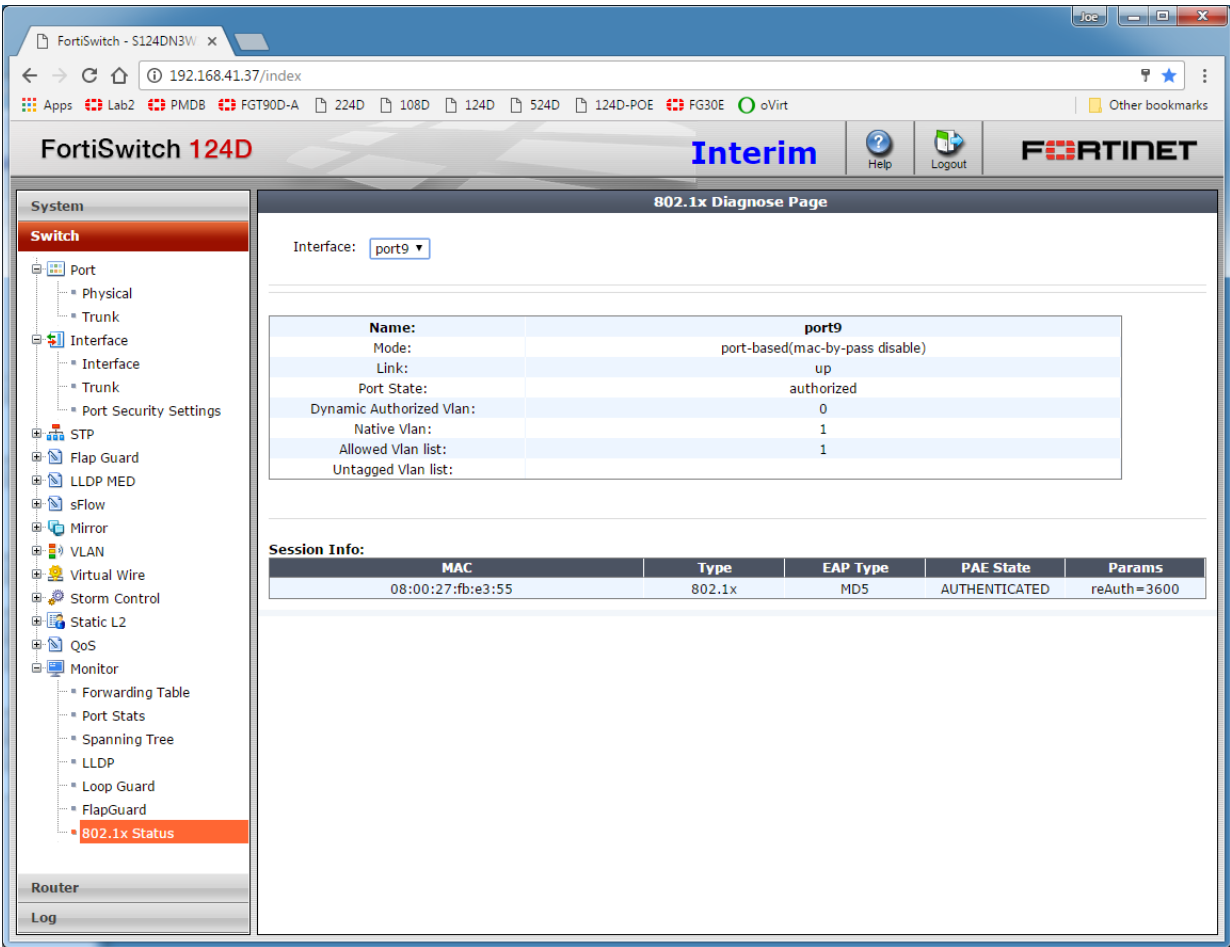 Joe
FortiSwitch - S124DN3W
192.168.41.37/index
Apps Lab2 PMDB FGT90D-A 224D 108D 124D 524D 124D-POE FG30E oVirt Other bookmarks
FortiSwitch 124D
Interim
Help
Logout
FORTINET
System
Switch
Port
Physical
Trunk
Interface
Interface
Trunk
Port Security Settings
STP
Flap Guard
LLDP MED
sFlow
Mirror
VLAN
Virtual Wire
Storm Control
Static L2
QoS
Monitor
Forwarding Table
Port Stats
Spanning Tree
LLDP
Loop Guard
FlapGuard
802.1x Status
Router
Log
802.1x Diagnose Page
Interface: port9
Name: port9
Mode: port-based(mac-by-pass disable)
Link: up
Port State: authorized
Dynamic Authorized Vlan: 0
Native Vlan: 1
Allowed Vlan list: 1
Untagged Vlan list:
Session Info:
MAC Type EAP Type PAE State Params
08:00:27:fb:e3:55 802.1x MD5 AUTHENTICATED reAuth=3600